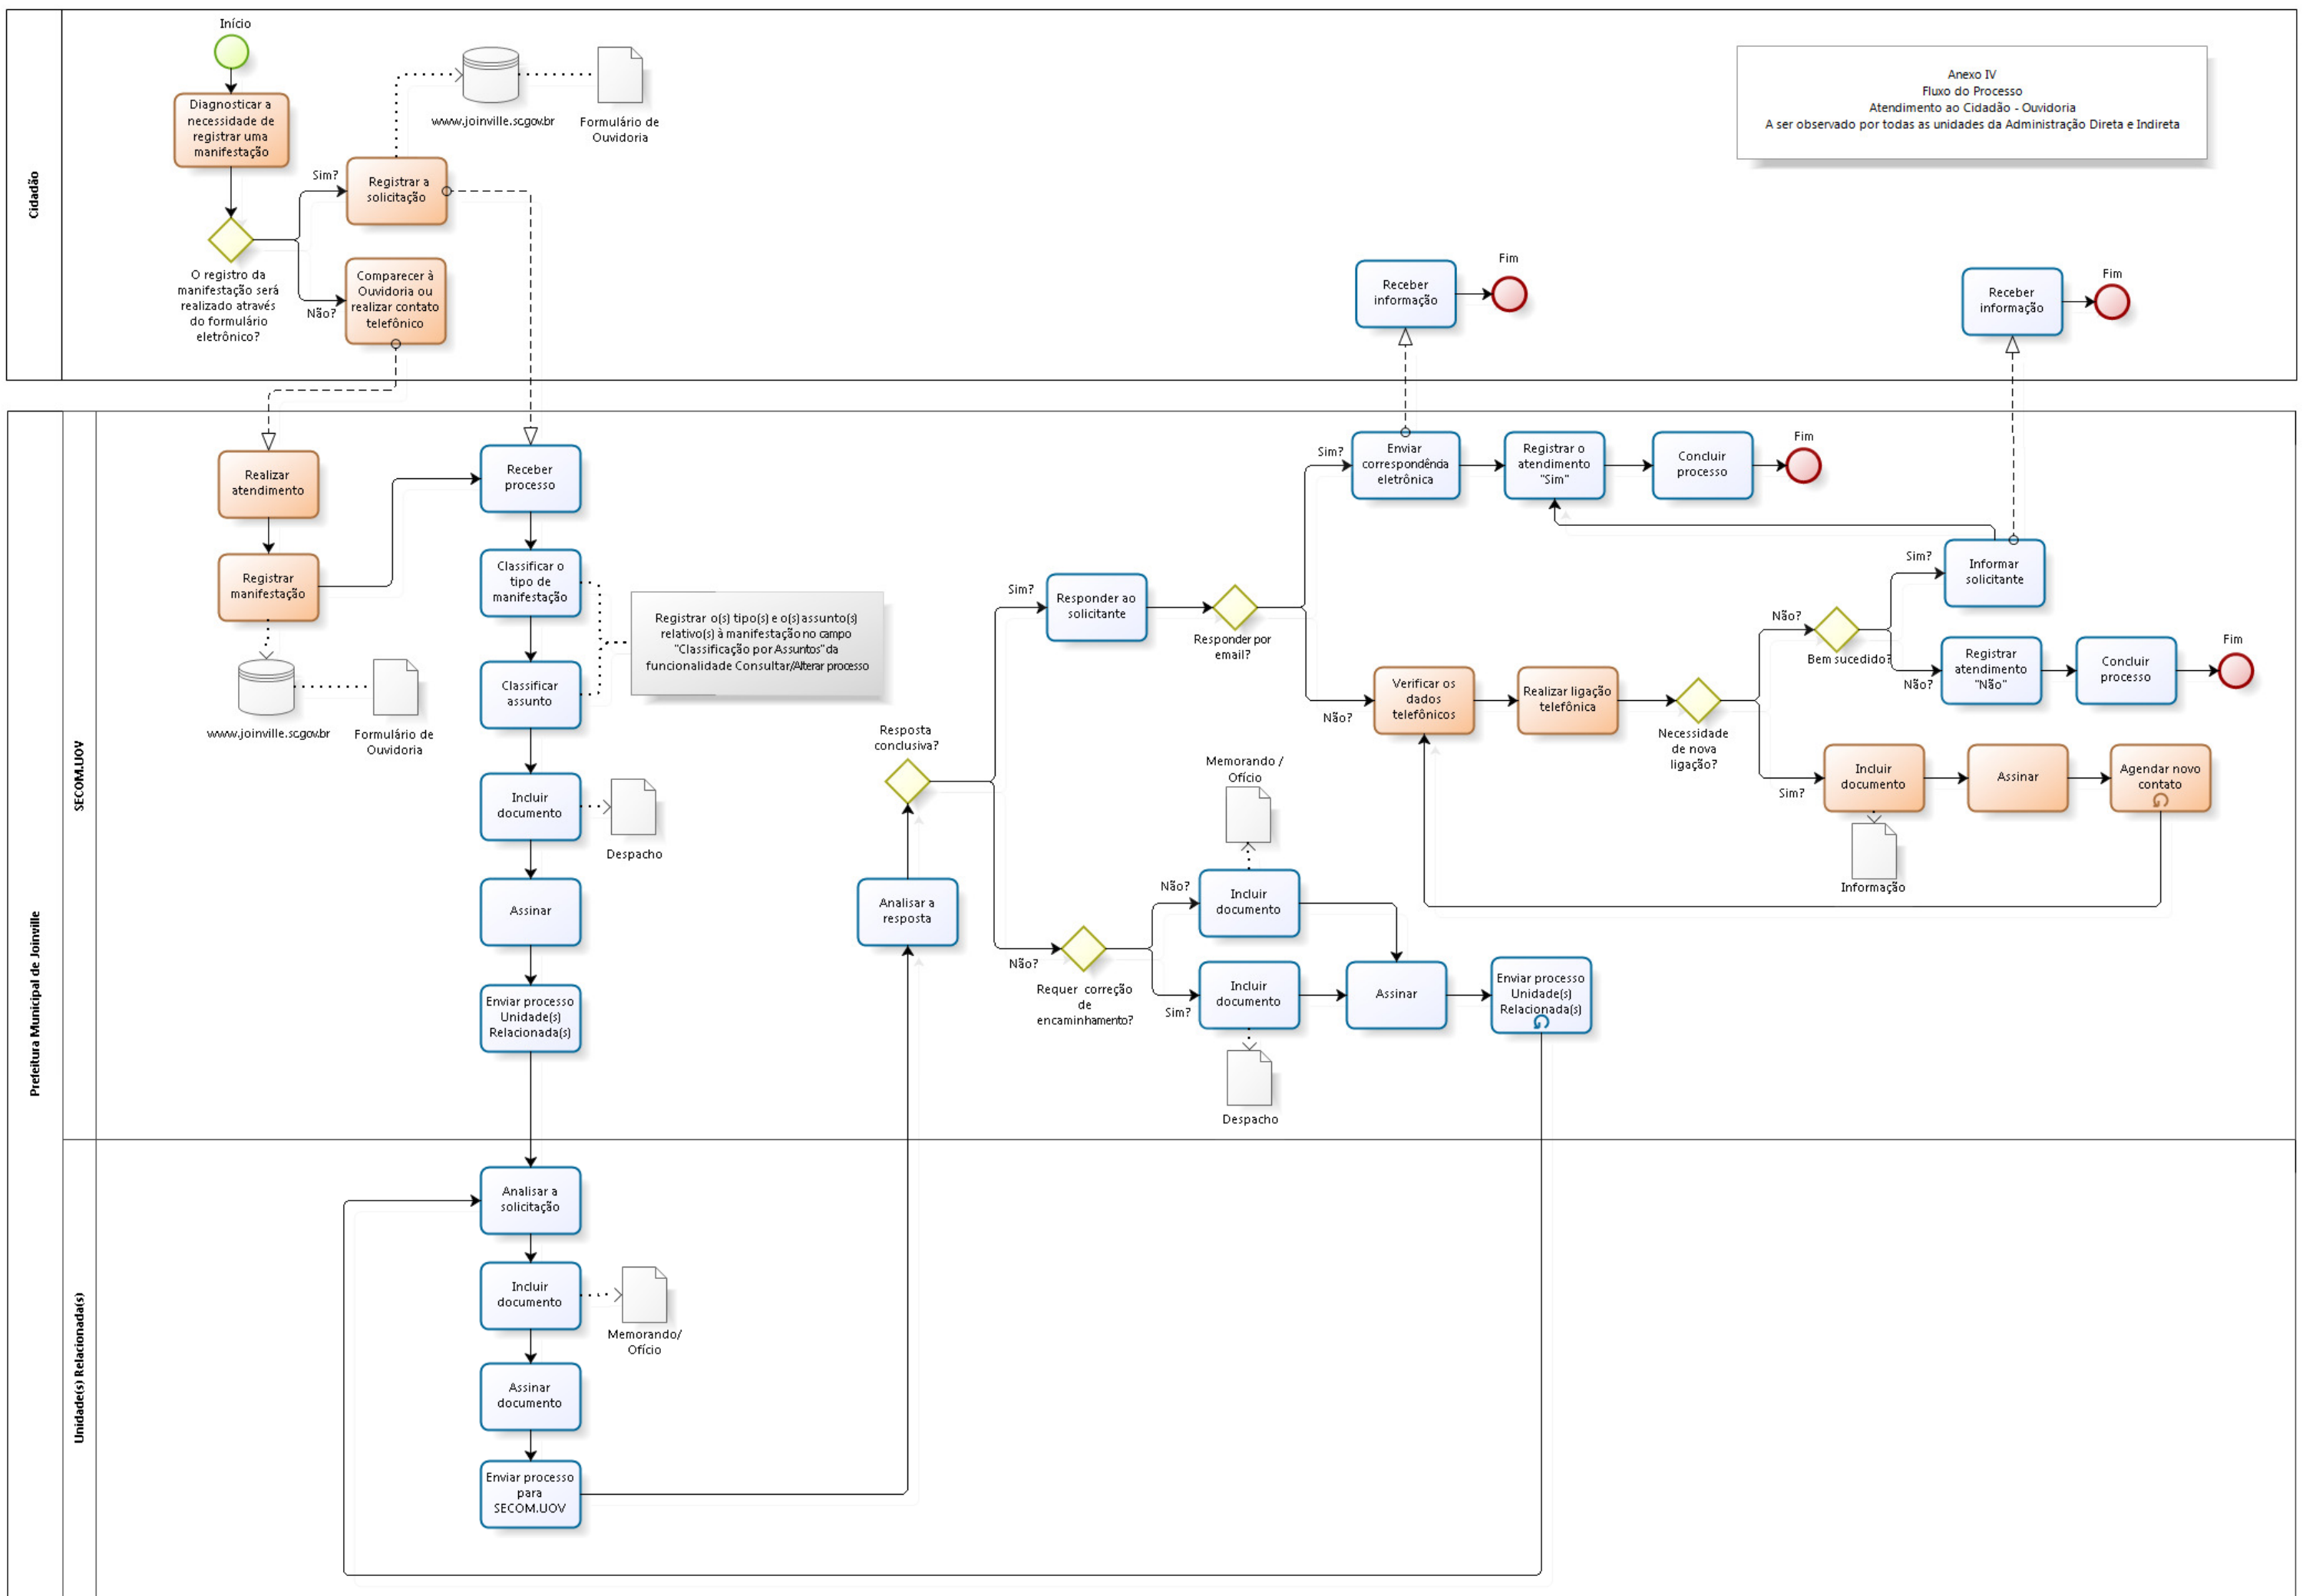 Início
Diagnosticar a
necessidade de
registrar uma
manifestação
O registro da
manifestação será
realizado através
do formulário
eletrônico?
Sim?
Registrar a
solicitação
www.joinville.sc.gov.br
Formulário de
Ouvidoria
Não?
Comparecer à
Ouvidoria ou
realizar contato
telefônico
Anexo IV
Fluxo do Processo
Atendimento ao Cidadão - Ouvidoria
A ser observado por todas as unidades da Administração Direta e Indireta
Receber
informação
Fim
Receber
informação
Fim
Cidadão
Prefeitura Municipal de Joinville
SECOM.UOV
Realizar
atendimento
Registrar
manifestação
www.joinville.sc.gov.br
Formulário de
Ouvidoria
Receber
processo
Classificar o
tipo de
manifestação
Classificar
assunto
Registrar o(s) tipo(s) e o(s) assunto(s)
relativo(s) à manifestação no campo
"Classificação por Assuntos" da
funcionalidade Consultar/Alterar processo
Incluir
documento
Despacho
Assinar
Enviar processo
Unidade(s)
Relacionada(s)
Analisar a
resposta
Resposta
conclusiva?
Sim?
Responder ao
solicitante
Responder por
email?
Sim?
Enviar
correspondência
eletrônica
Registrar o
atendimento
"Sim"
Concluir
processo
Fim
Não?
Verificar os
dados
telefônicos
Realizar ligação
telefônica
Necessidade
de nova
ligação?
Não?
Bem sucedido?
Sim?
Informar
solicitante
Não?
Registrar
atendimento
"Não"
Concluir
processo
Fim
Sim?
Incluir
documento
Informação
Assinar
Agendar novo
contato
Não?
Requer correção
de
encaminhamento?
Não?
Memorando /
Ofício
Incluir
documento
Sim?
Incluir
documento
Despacho
Assinar
Enviar processo
Unidade(s)
Relacionada(s)
Unidade(s) Relacionada(s)
Analisar a
solicitação
Incluir
documento
Memorando/
Ofício
Assinar
documento
Enviar processo
para
SECOM.UOV